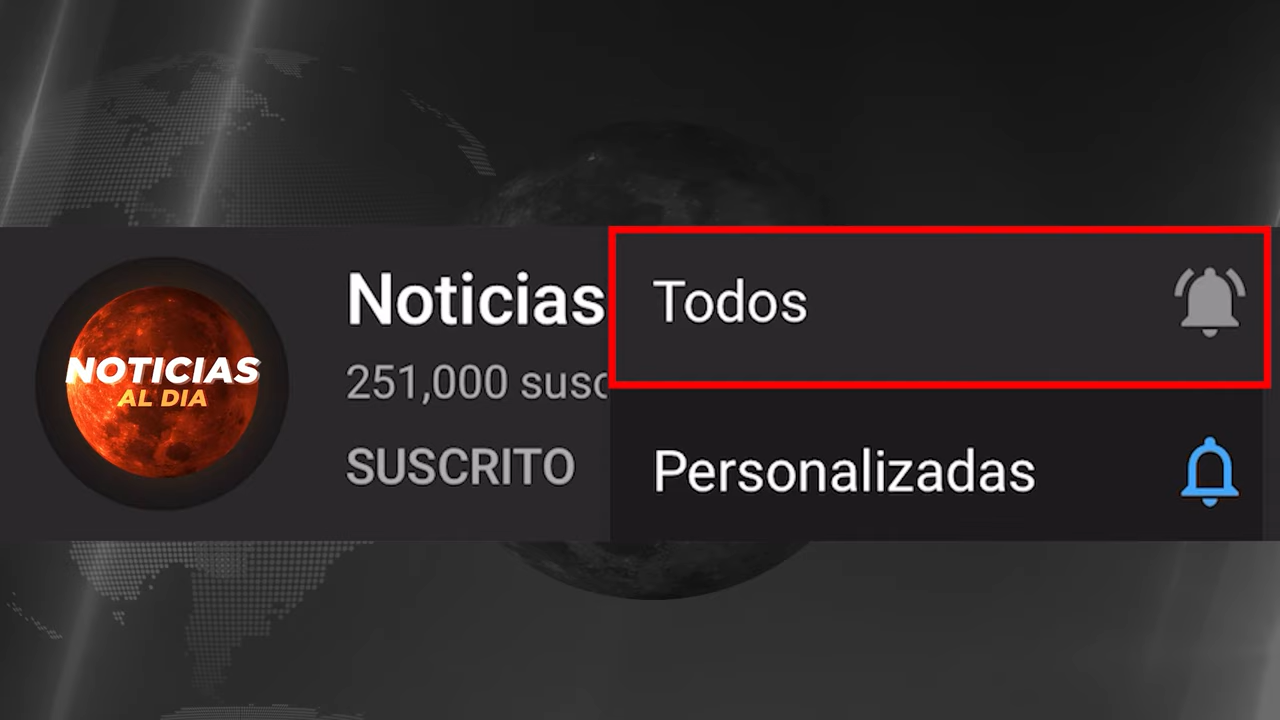 NOTICIAS
AL DIA
Noticias
251,000 susc
SUSCRITO
Todos
Personalizadas